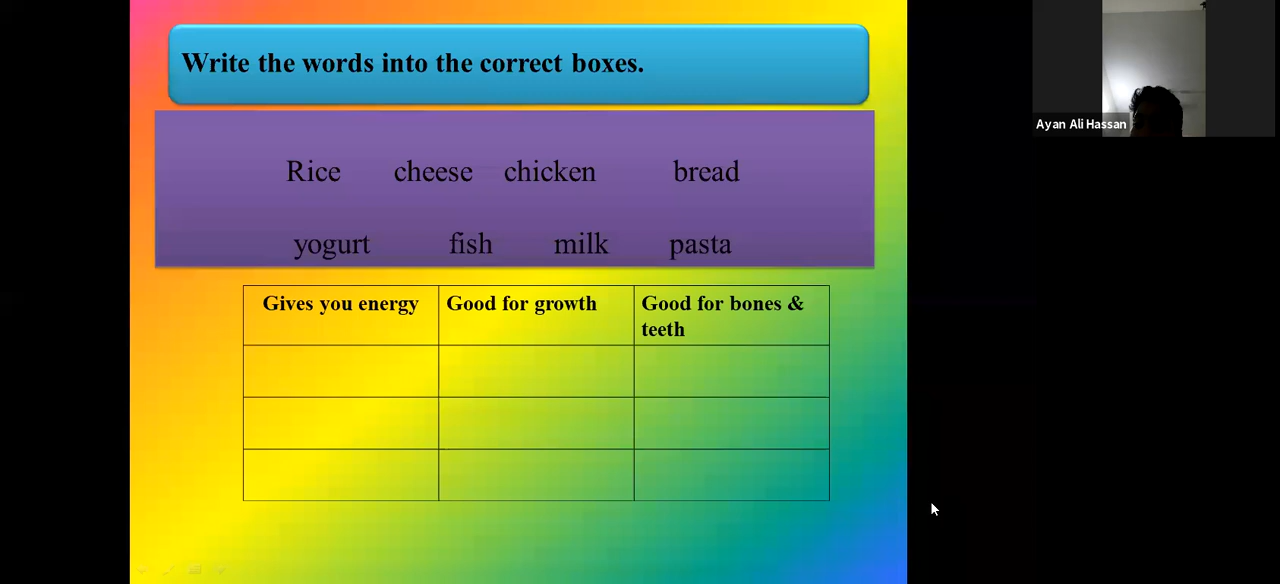 Write the words into the correct boxes.
Rice cheese chicken bread
yogurt fish milk pasta
Gives you energy Good for growth Good for bones &
teeth
Ayan Ali Hassan